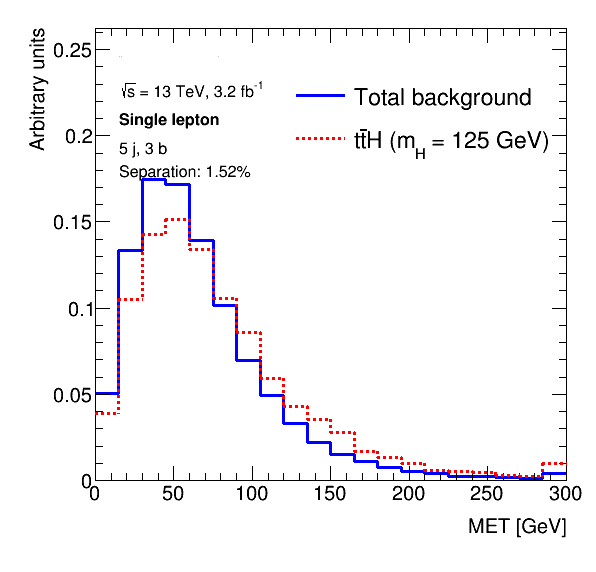 Arbitrary units
0.25
0.2
0.15
0.1
0.05
0
√s = 13 TeV, 3.2 fb⁻¹
Single lepton
5 j, 3 b
Separation: 1.52%
Total background
tt̄H (m_H = 125 GeV)
0 50 100 150 200 250 300
MET [GeV]